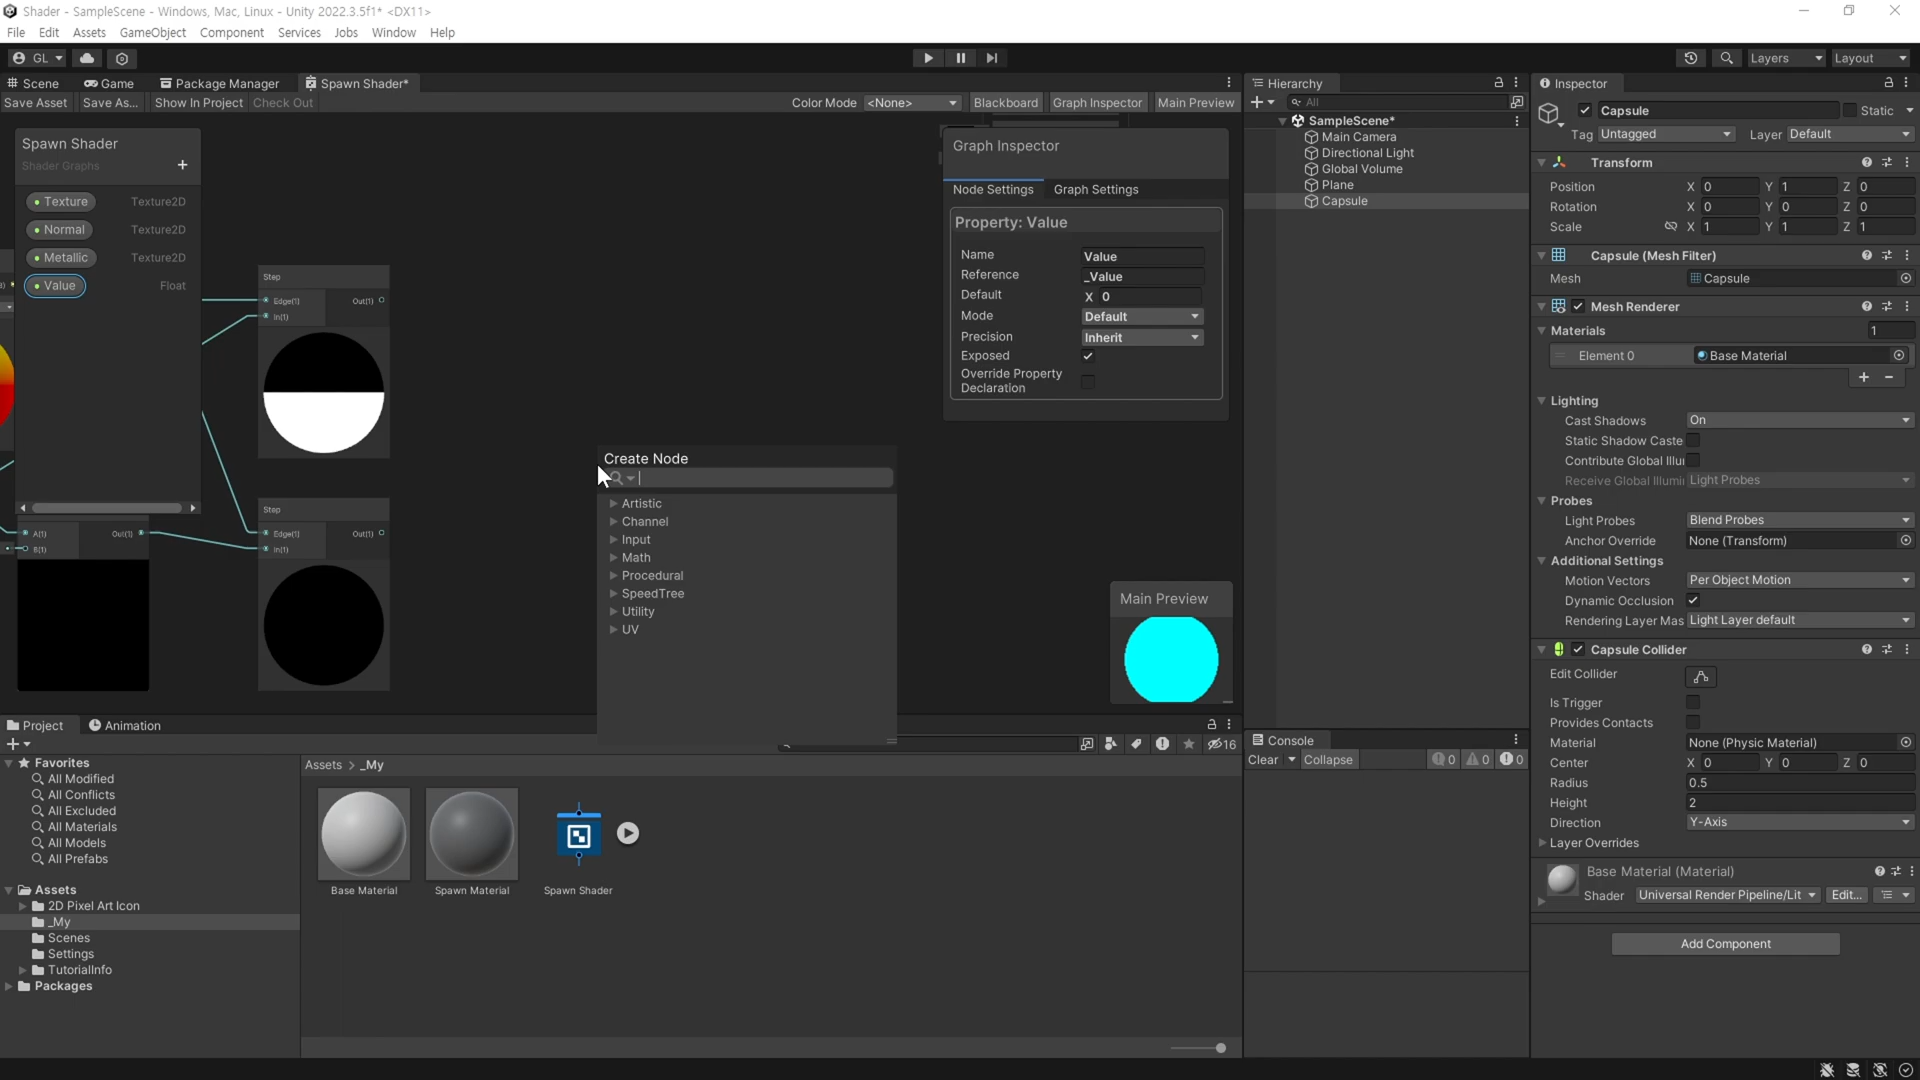 Shader - SampleScene - Windows, Mac, Linux - Unity 2022.3.5f1* <DX11>
File Edit Assets GameObject Component Services Jobs Window Help
GL Layers Layout
Scene Game Package Manager Spawn Shader*
Save Asset Save As... Show In Project Check Out Color Mode <None> Blackboard Graph Inspector Main Preview
Spawn Shader
Shader Graphs
+
Texture Texture2D
Normal Texture2D
Metallic Texture2D
Value Float
Step
Edge(1) Out(1)
In(1)
Step
Edge(1) Out(1)
In(1)
A(1) Out(1)
B(1)
Create Node
Artistic
Channel
Input
Math
Procedural
SpeedTree
Utility
UV
Graph Inspector
Node Settings Graph Settings
Property: Value
Name Value
Reference _Value
Default X 0
Mode Default
Precision Inherit
Exposed
Override Property
Declaration
Main Preview
Hierarchy
All
SampleScene*
Main Camera
Directional Light
Global Volume
Plane
Capsule
Inspector
Capsule Static
Tag Untagged Layer Default
Transform
Position X 0 Y 1 Z 0
Rotation X 0 Y 0 Z 0
Scale X 1 Y 1 Z 1
Capsule (Mesh Filter)
Mesh Capsule
Mesh Renderer
Materials 1
Element 0 Base Material
+ -
Lighting
Cast Shadows On
Static Shadow Caste
Contribute Global Illu
Receive Global Illumin Light Probes
Probes
Light Probes Blend Probes
Anchor Override None (Transform)
Additional Settings
Motion Vectors Per Object Motion
Dynamic Occlusion
Rendering Layer Mas Light Layer default
Capsule Collider
Edit Collider
Is Trigger
Provides Contacts
Material None (Physic Material)
Center X 0 Y 0 Z 0
Radius 0.5
Height 2
Direction Y-Axis
Layer Overrides
Base Material (Material)
Shader Universal Render Pipeline/Lit Edit...
Add Component
Project Animation
16
Favorites
All Modified
All Conflicts
All Excluded
All Materials
All Models
All Prefabs
Assets
2D Pixel Art Icon
_My
Scenes
Settings
TutorialInfo
Packages
Assets > _My
Base Material Spawn Material Spawn Shader
Console
Clear Collapse 0 0 0